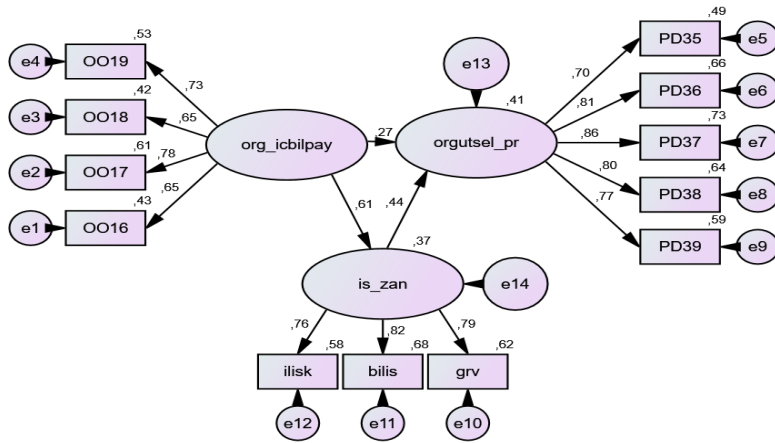 ,53
,49
e4 OO19
PD35 e5
,42
,73
e13
,70
,66
e3 OO18
,65
,41
,81
PD36 e6
,61 ,78
org_icbilpay
,27
orgutsel_pr
,86
,73
e2 OO17
PD37 e7
,43
,65
,80
,64
e1 OO16
,61
,44
,77
PD38 e8
,59
,37
PD39 e9
is_zan
e14
,76
,82
,79
,58
,68
,62
ilisk bilis grv
e12 e11 e10